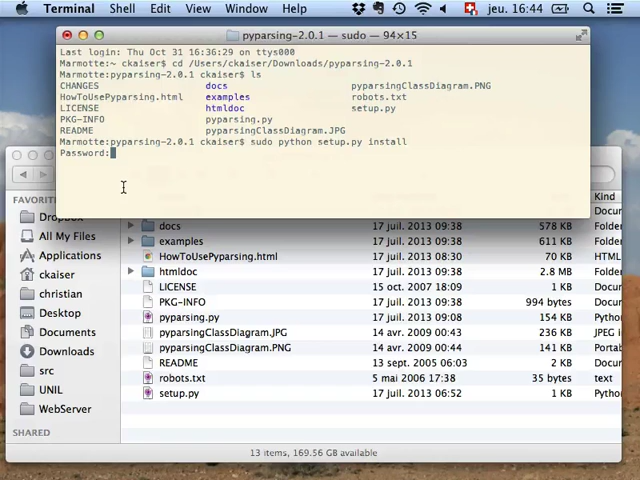 Terminal Shell Edit View Window Help jeu. 16:44
pyparsing-2.0.1 — sudo — 94×15
Last login: Thu Oct 31 16:36:29 on ttys000
Marmotte:~ ckaiser$ cd /Users/ckaiser/Downloads/pyparsing-2.0.1
Marmotte:pyparsing-2.0.1 ckaiser$ ls
CHANGES docs pyparsingClassDiagram.PNG
HowToUsePyparsing.html examples robots.txt
LICENSE htmldoc setup.py
PKG-INFO pyparsing.py
README pyparsingClassDiagram.JPG
Marmotte:pyparsing-2.0.1 ckaiser$ sudo python setup.py install
Password:
Kind
FAVORITES
Dropbox
All My Files
Applications
ckaiser
christian
Desktop
Documents
Downloads
src
UNIL
WebServer
SHARED
docs 17 juil. 2013 09:38 578 KB Folder
examples 17 juil. 2013 09:38 611 KB Folder
HowToUsePyparsing.html 17 juil. 2013 08:30 70 KB HTML
htmldoc 17 juil. 2013 09:38 2.8 MB Folder
LICENSE 15 oct. 2007 18:09 1 KB
PKG-INFO 17 juil. 2013 09:38 994 bytes
pyparsing.py 17 juil. 2013 09:08 154 KB Python
pyparsingClassDiagram.JPG 14 avr. 2009 00:43 236 KB JPEG
pyparsingClassDiagram.PNG 14 avr. 2009 00:44 141 KB Portab
README 13 sept. 2005 06:03 2 KB
robots.txt 5 mai 2006 17:38 35 bytes text
setup.py 17 juil. 2013 06:52 1 KB Python
13 items, 169.56 GB available